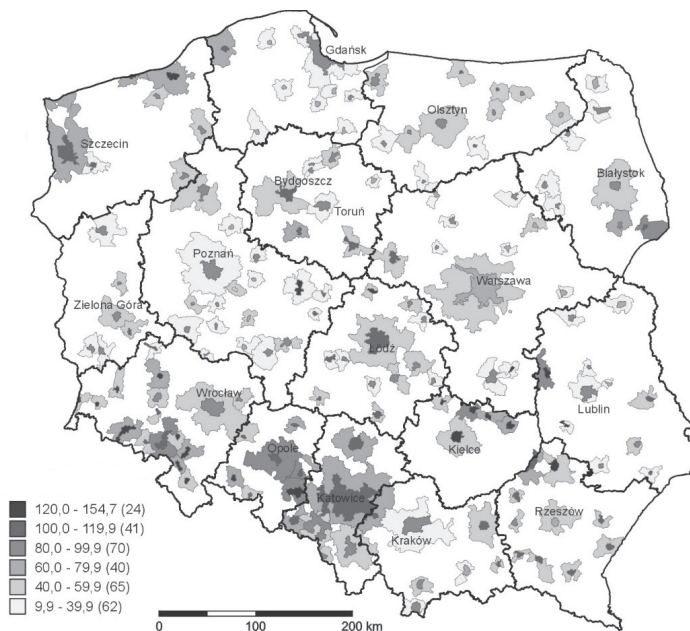 Gdańsk
Olsztyn
Szczecin
Białystok
Bydgoszcz
Toruń
Poznań
Warszawa
Zielona Góra
Łódź
Wrocław
Lublin
Opole
Kielce
Katowice
Rzeszów
Kraków
120,0 - 154,7 (24)
100,0 - 119,9 (41)
80,0 - 99,9 (70)
60,0 - 79,9 (40)
40,0 - 59,9 (65)
9,9 - 39,9 (62)
0 100 200 km